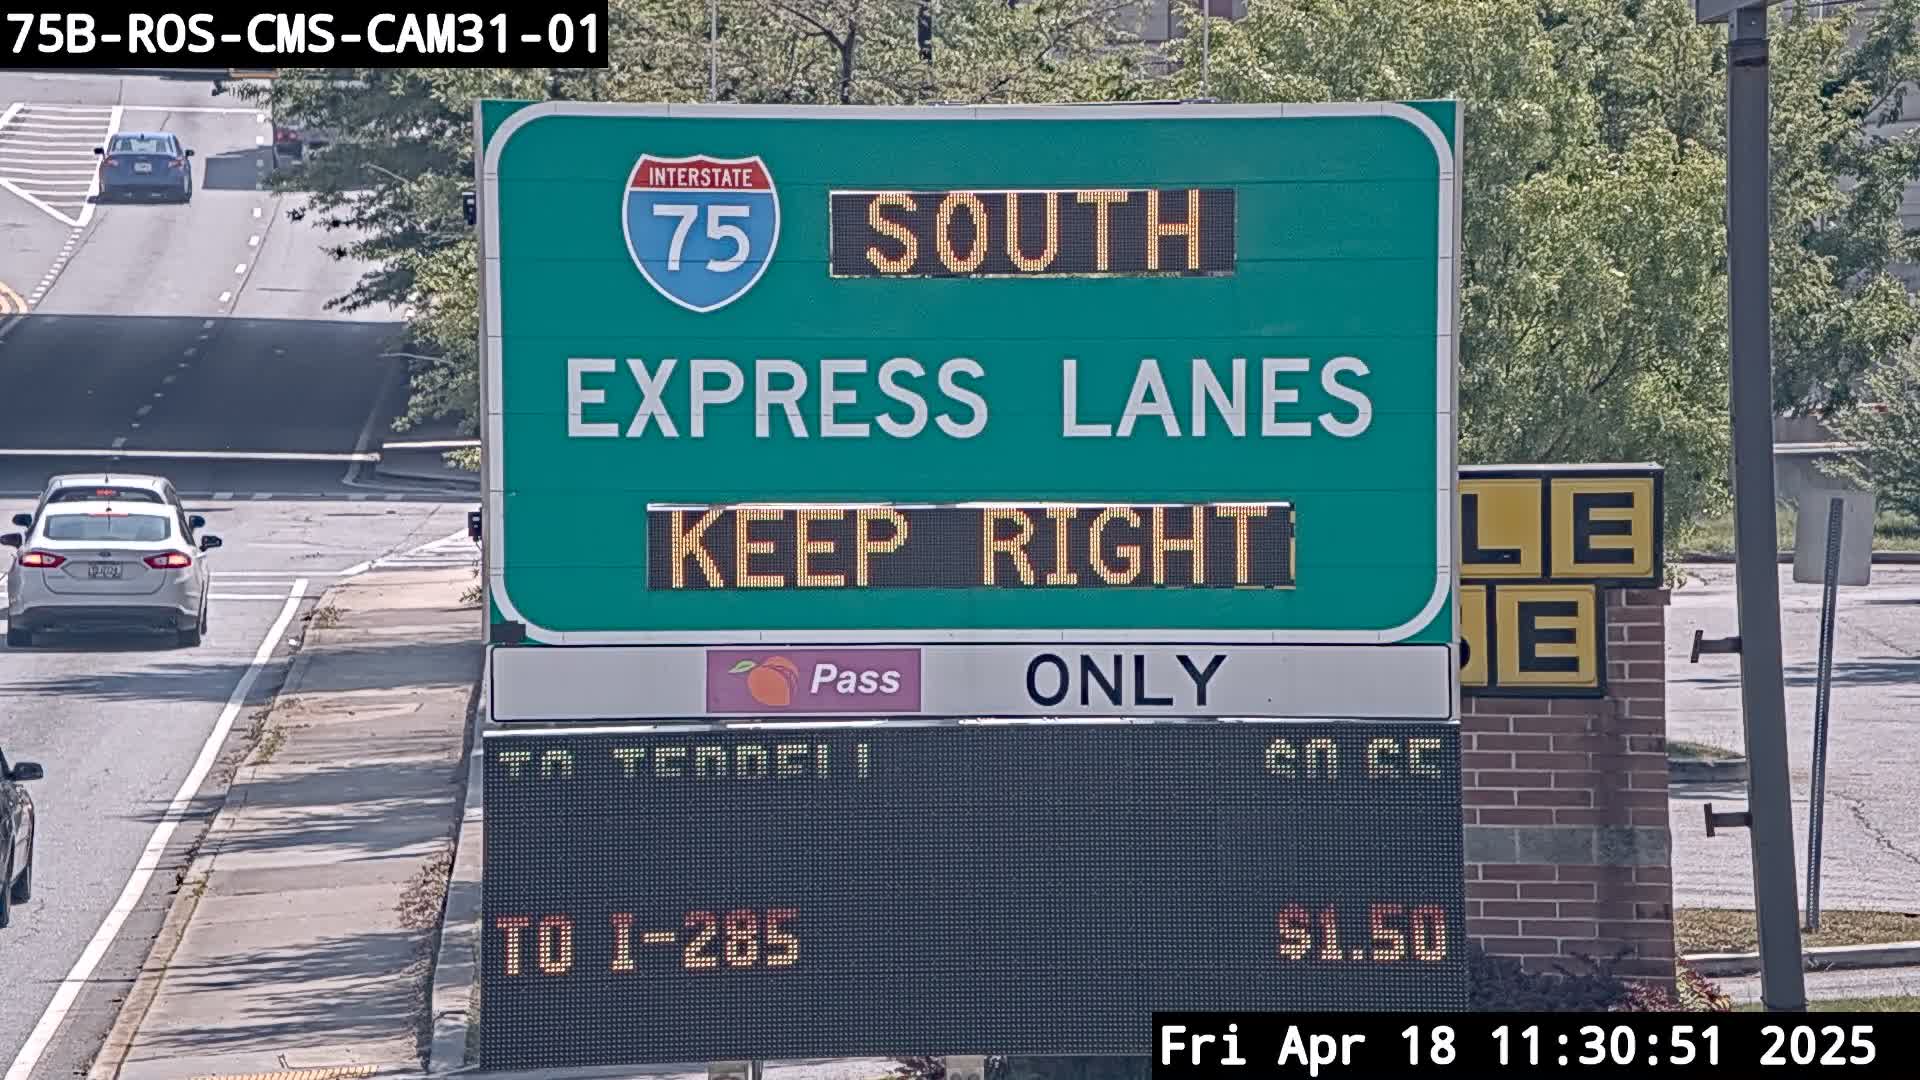 75B-ROS-CMS-CAM31-01
INTERSTATE
75
SOUTH
EXPRESS LANES
KEEP RIGHT
LE
E
Pass ONLY
TO I-285 $1.50
Fri Apr 18 11:30:51 2025